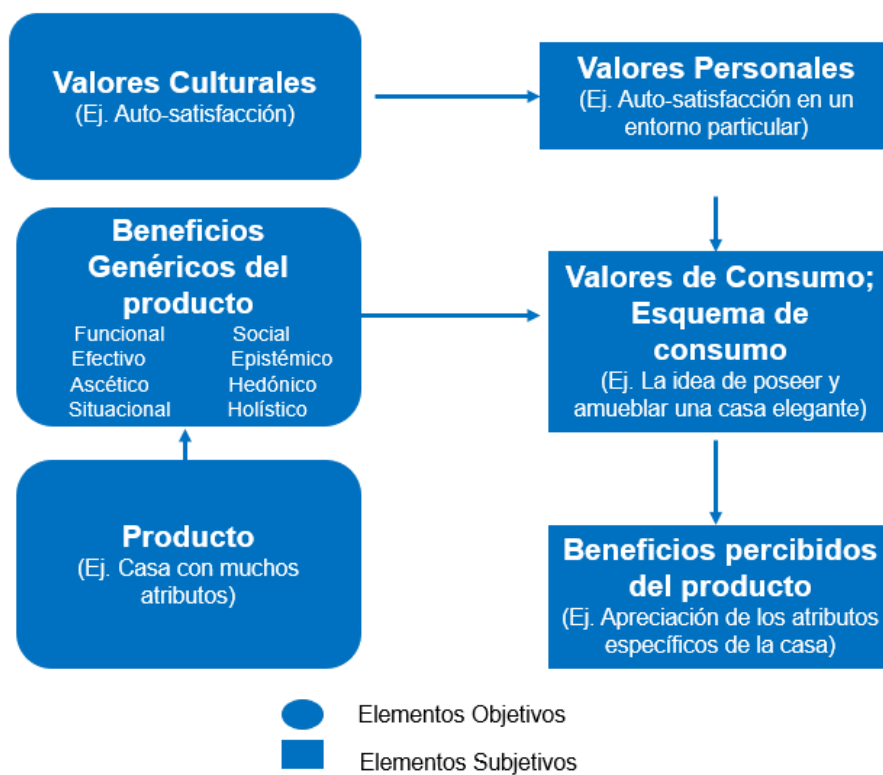 Valores Culturales
(Ej. Auto-satisfacción)
Valores Personales
(Ej. Auto-satisfacción en un
entorno particular)
Beneficios
Genéricos del
producto
Funcional Social
Efectivo Epistémico
Ascético Hedónico
Situacional Holístico
Valores de Consumo;
Esquema de
consumo
(Ej. La idea de poseer y
amueblar una casa elegante)
Producto
(Ej. Casa con muchos
atributos)
Beneficios percibidos
del producto
(Ej. Apreciación de los atributos
específicos de la casa)
Elementos Objetivos
Elementos Subjetivos